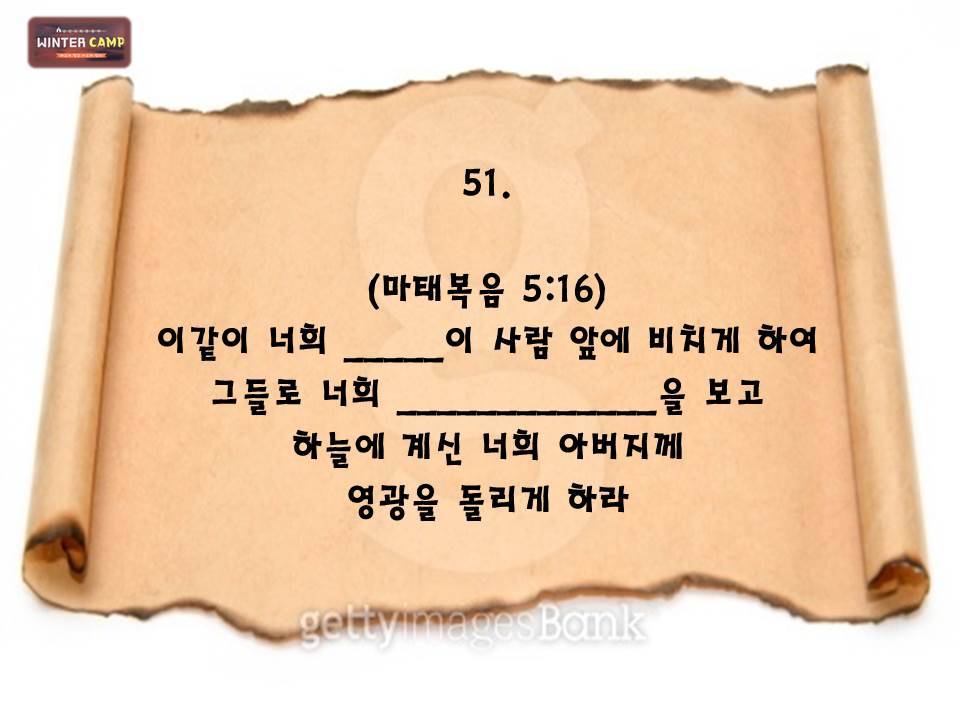 WINTER CAMP
51.
(마태복음 5:16)
이같이 너희 _____이 사람 앞에 비치게 하여
그들로 너희 _____________을 보고
하늘에 계신 너희 아버지께
영광을 돌리게 하라
gettyimagesBank